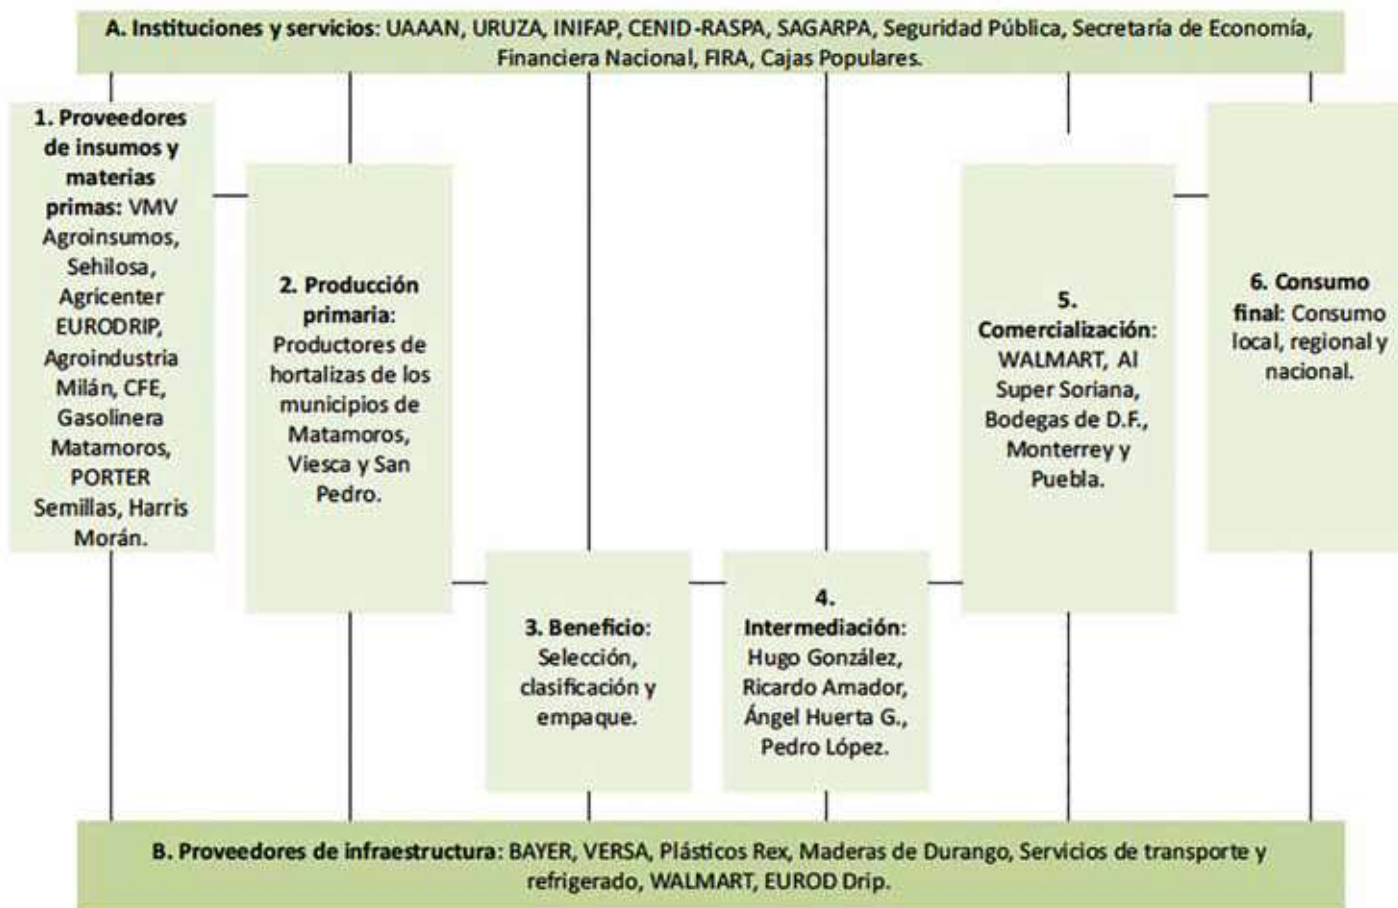 A. Instituciones y servicios: UAAAN, URUZA, INIFAP, CENID-RASPA, SAGARPA, Seguridad Pública, Secretaría de Economía,
Financiera Nacional, FIRA, Cajas Populares.
1. Proveedores
de insumos y
materias
primas: VMV
Agroinsumos,
Sehilosa,
Agricenter
EURODRIP,
Agroindustria
Milán, CFE,
Gasolinera
Matamoros,
PORTER
Semillas, Harris
Morán.
2. Producción
primaria:
Productores de
hortalizas de los
municipios de
Matamoros,
Viesca y San
Pedro.
3. Beneficio:
Selección,
clasificación y
empaque.
4.
Intermediación:
Hugo González,
Ricardo Amador,
Ángel Huerta G.,
Pedro López.
5.
Comercialización:
WALMART, Al
Super Soriana,
Bodegas de D.F.,
Monterrey y
Puebla.
6. Consumo
final: Consumo
local, regional y
nacional.
B. Proveedores de infraestructura: BAYER, VERSA, Plásticos Rex, Maderas de Durango, Servicios de transporte y
refrigerado, WALMART, EUROD Drip.